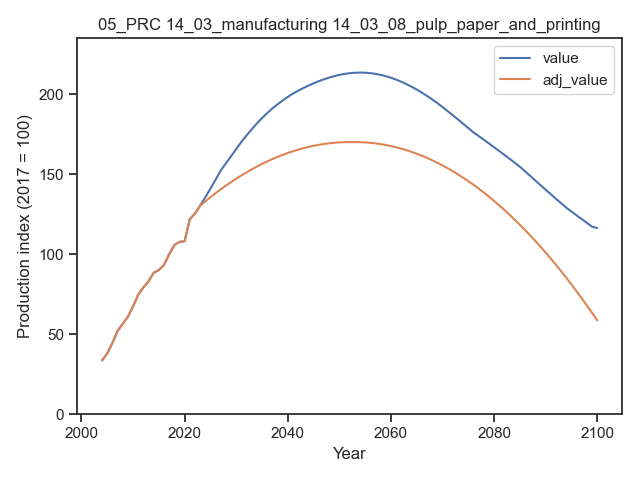 05_PRC 14_03_manufacturing 14_03_08_pulp_paper_and_printing
value
adj_value
Production index (2017 = 100)
200
150
100
50
0
2000 2020 2040 2060 2080 2100
Year